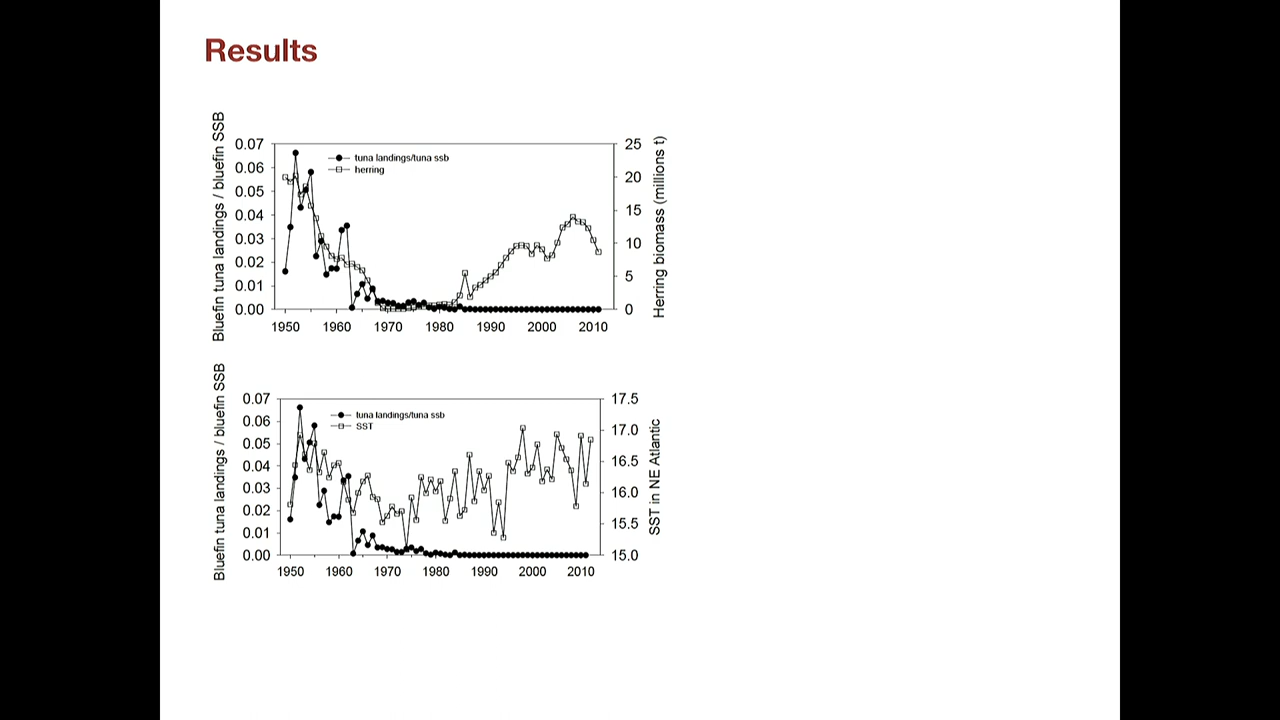 Results
Bluefin tuna landings / bluefin SSB
0.07
0.06
0.05
0.04
0.03
0.02
0.01
0.00
tuna landings/tuna ssb
herring
25
20
15
10
5
0
Herring biomass (millions t)
1950 1960 1970 1980 1990 2000 2010
Bluefin tuna landings / bluefin SSB
0.07
0.06
0.05
0.04
0.03
0.02
0.01
0.00
tuna landings/tuna ssb
SST
17.5
17.0
16.5
16.0
15.5
15.0
SST in NE Atlantic
1950 1960 1970 1980 1990 2000 2010